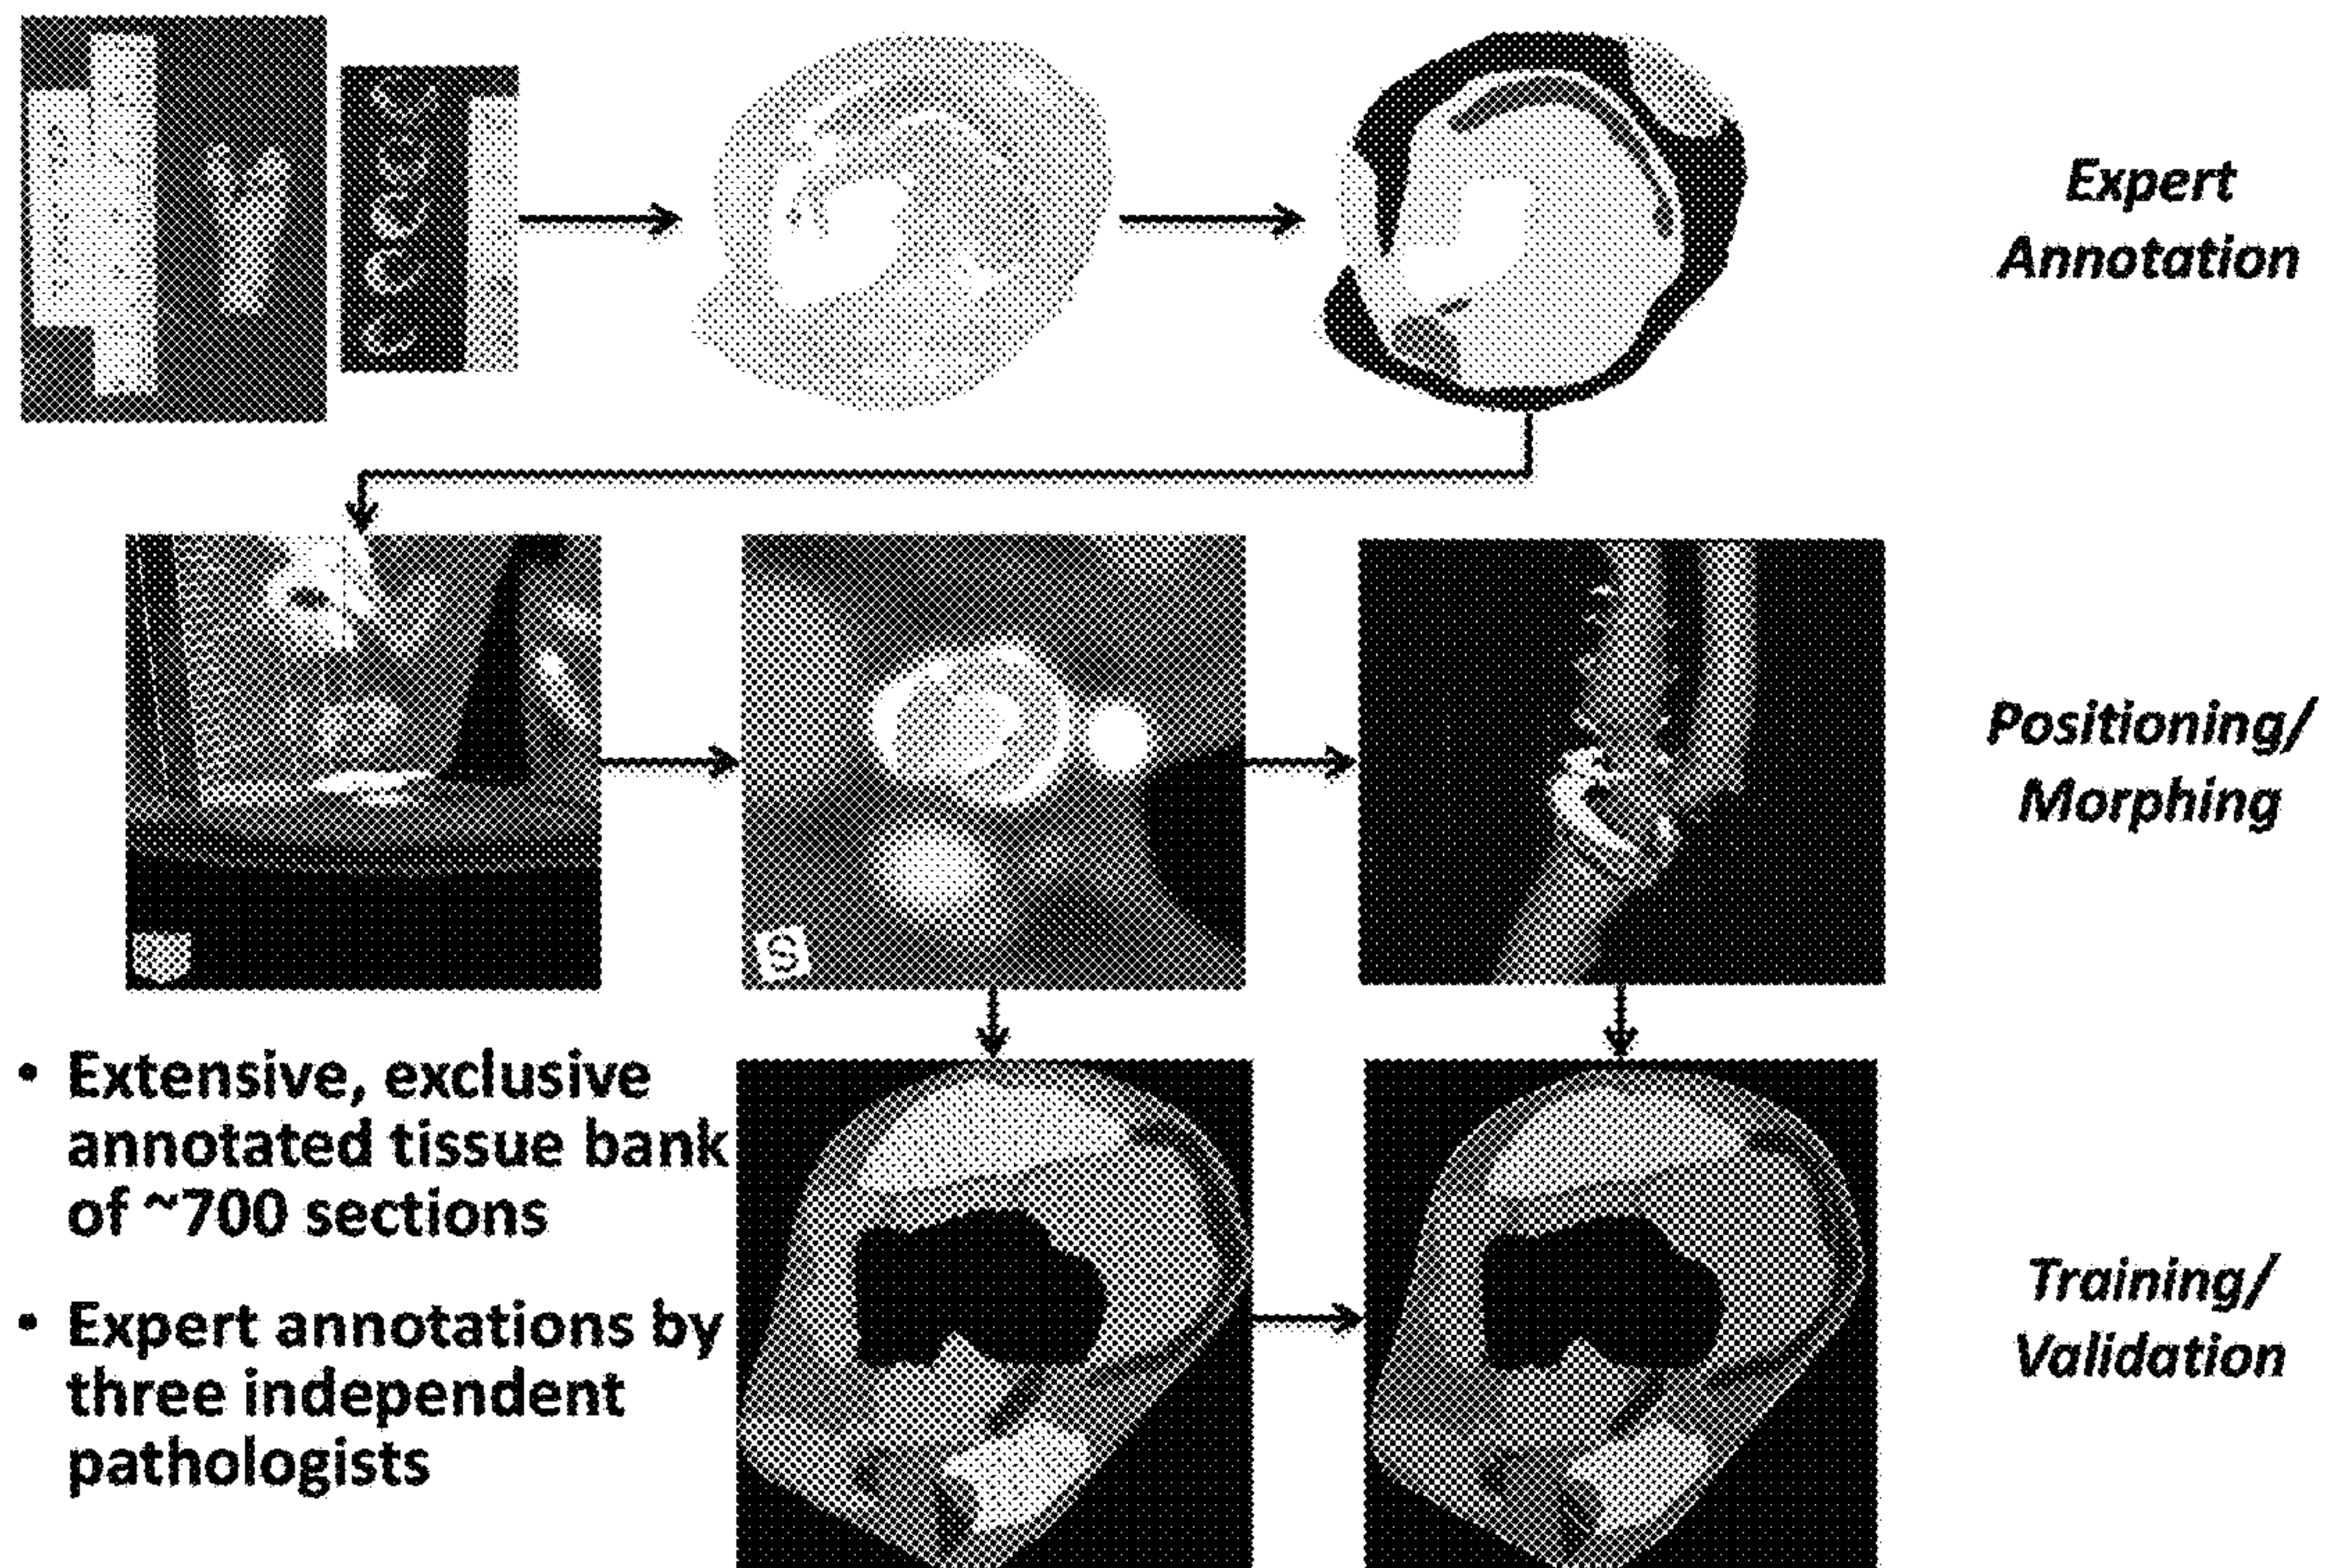 Expert
Annotation
Positioning/
Morphing
S
• Extensive, exclusive
annotated tissue bank
of ~700 sections
• Expert annotations by
three independent
pathologists
Training/
Validation